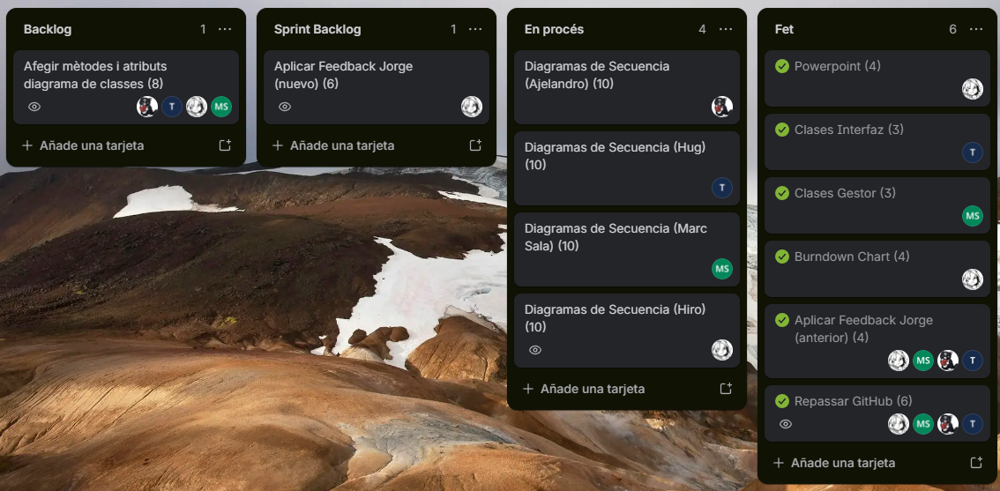 Backlog 1
Afegir mètodes i atributs
diagrama de classes (8)
T MS
Añade una tarjeta
Sprint Backlog 1
Aplicar Feedback Jorge
(nuevo) (6)
Añade una tarjeta
En procés 4
Diagramas de Secuencia
(Ajelandro) (10)
Diagramas de Secuencia (Hug)
(10)
T
Diagramas de Secuencia (Marc
Sala) (10)
MS
Diagramas de Secuencia (Hiro)
(10)
Añade una tarjeta
Fet 6
Powerpoint (4)
Clases Interfaz (3)
T
Clases Gestor (3)
MS
Burndown Chart (4)
Aplicar Feedback Jorge
(anterior) (4)
MS T
Repassar GitHub (6)
MS T
Añade una tarjeta